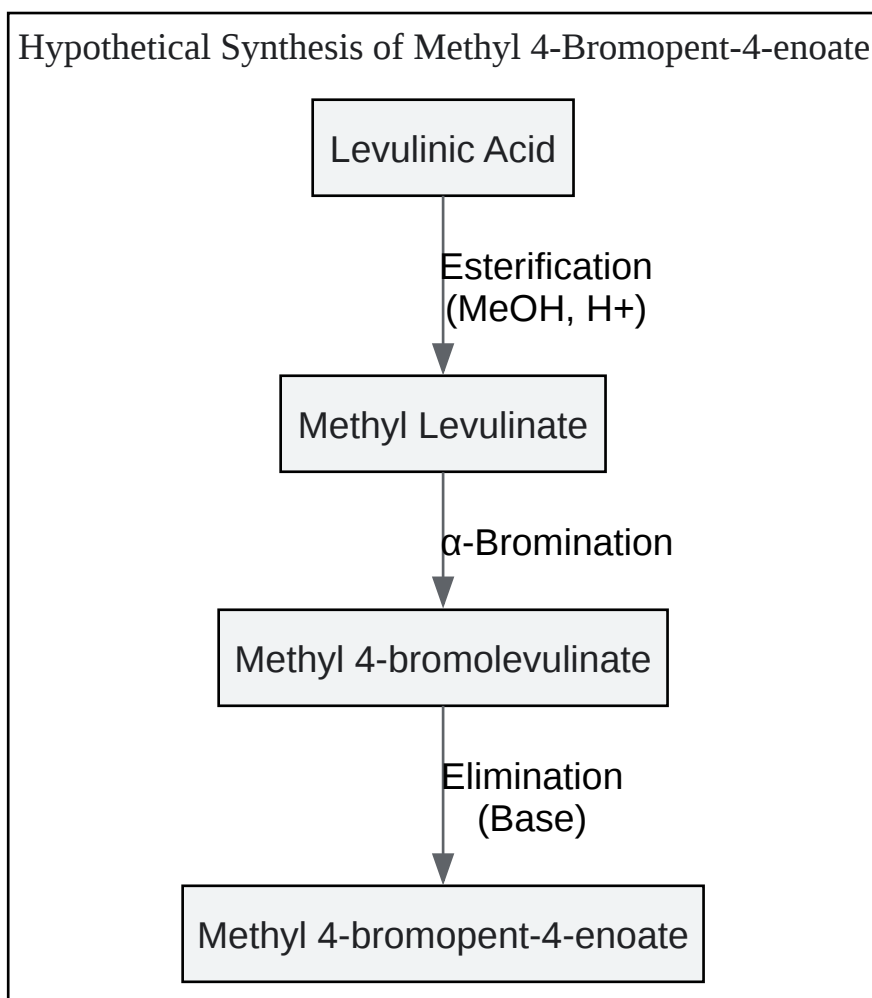 Hypothetical Synthesis of Methyl 4-Bromopent-4-enoate
Levulinic Acid
Esterification
(MeOH, H+)
Methyl Levulinate
α-Bromination
Methyl 4-bromolevulinate
Elimination
(Base)
Methyl 4-bromopent-4-enoate